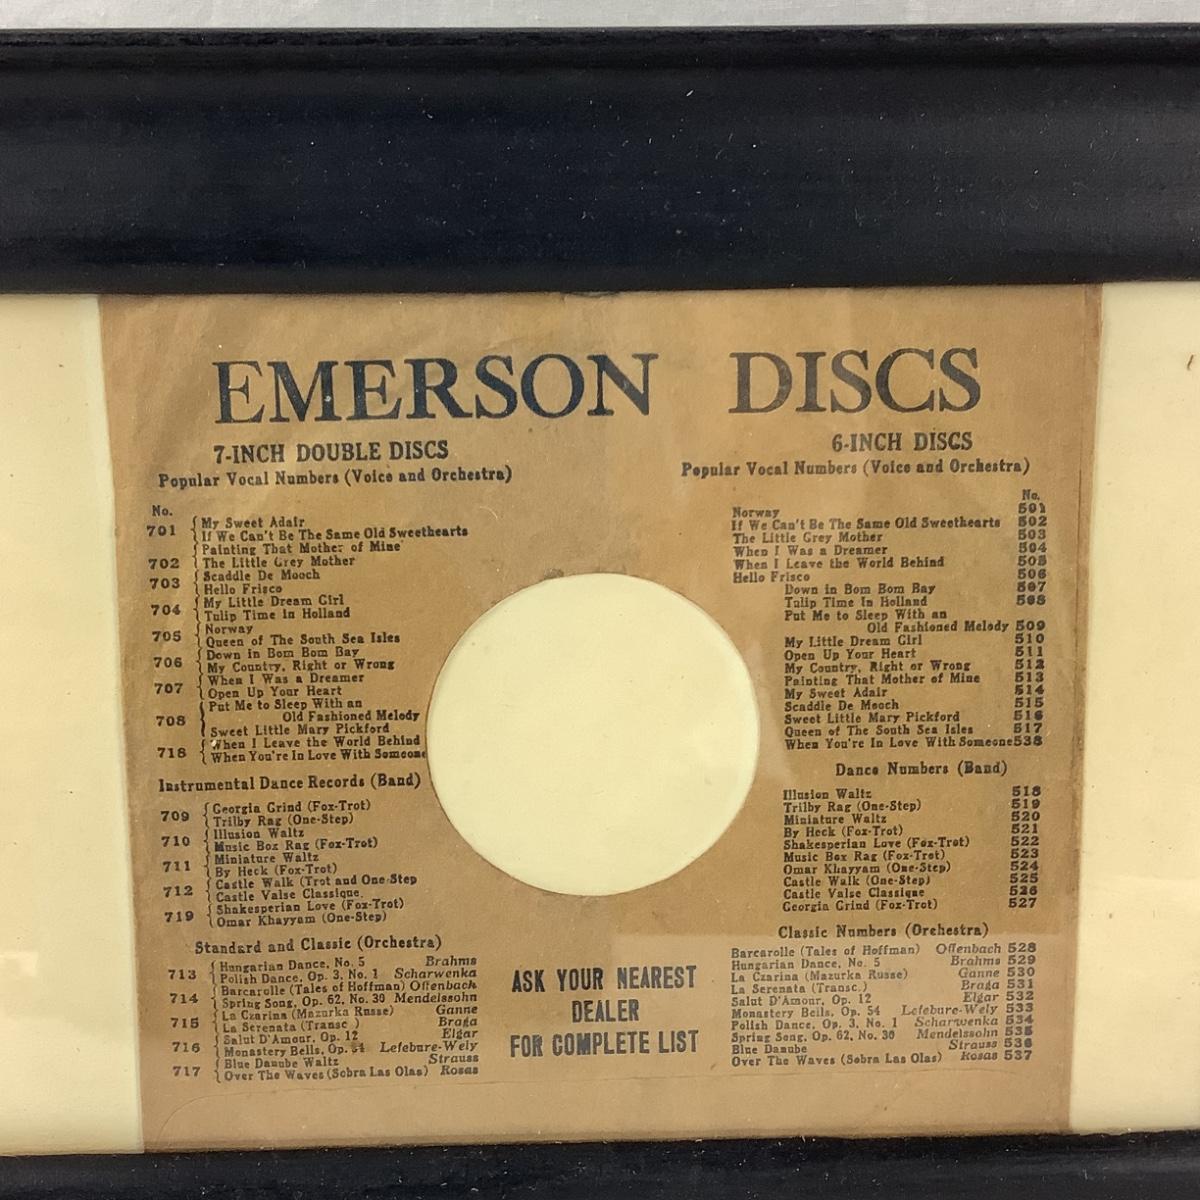 EMERSON DISCS
7-INCH DOUBLE DISCS
Popular Vocal Numbers (Voice and Orchestra)
No.
701 { My Sweet Adair
If We Can't Be The Same Old Sweethearts
702 { Painting That Mother of Mine
The Little Grey Mother
703 { Scaddle De Mooch
Hello Frisco
704 { My Little Dream Girl
Tulip Time In Holland
705 { Norway
Queen of The South Sea Isles
706 { Down in Bom Bom Bay
My Country, Right or Wrong
707 { When I Was a Dreamer
Open Up Your Heart
708 { Put Me to Sleep With an
Old Fashioned Melody
Sweet Little Mary Pickford
718 { When I Leave the World Behind
When You're In Love With Someone
Instrumental Dance Records (Band)
709 { Georgia Grind (Fox-Trot)
Trilby Rag (One-Step)
710 { Illusion Waltz
Music Box Rag (Fox-Trot)
711 { Miniature Waltz
By Heck (Fox-Trot)
712 { Castle Walk (Trot and One-Step
Castle Valse Classique
719 { Shakesperian Love (Fox-Trot)
Omar Khayyam (One-Step)
Standard and Classic (Orchestra)
713 { Hungarian Dance, No. 5 Brahms
Polish Dance, Op. 3, No. 1 Scharwenka
714 { Barcarolle (Tales of Hoffman) Offenbach
Spring Song, Op. 62, No. 30 Mendelssohn
715 { La Czarina (Mazurka Russe) Ganne
La Serenata (Transc ) Braga
716 { Salut D'Amour, Op. 12 Elgar
Monastery Bells, Op. 54 Lefebure-Wely
717 { Blue Danube Waltz Strauss
Over The Waves (Sobra Las Olas) Rosas
ASK YOUR NEAREST
DEALER
FOR COMPLETE LIST
6-INCH DISCS
Popular Vocal Numbers (Voice and Orchestra)
No.
Norway 501
If We Can't Be The Same Old Sweethearts 502
The Little Grey Mother 503
When I Was a Dreamer 504
When I Leave the World Behind 505
Hello Frisco 506
Down in Bom Bom Bay 507
Tulip Time In Holland 508
Put Me to Sleep With an
Old Fashioned Melody 509
My Little Dream Girl 510
Open Up Your Heart 511
My Country, Right or Wrong 512
Painting That Mother of Mine 513
My Sweet Adair 514
Scaddle De Mooch 515
Sweet Little Mary Pickford 516
Queen of The South Sea Isles 517
When You're In Love With Someone 538
Dance Numbers (Band)
Illusion Waltz 518
Trilby Rag (One-Step) 519
Miniature Waltz 520
By Heck (Fox-Trot) 521
Shakesperian Love (Fox-Trot) 522
Music Box Rag (Fox-Trot) 523
Omar Khayyam (One-Step) 524
Castle Walk (One-Step) 525
Castle Valse Classique 526
Georgia Grind (Fox-Trot) 527
Classic Numbers (Orchestra)
Barcarolle (Tales of Hoffman) Offenbach 528
Hungarian Dance, No. 5 Brahms 529
La Czarina (Mazurka Russe) Ganne 530
La Serenata (Transc.) Braga 531
Salut D'Amour, Op. 12 Elgar 532
Monastery Bells, Op. 54 Lefebure-Wely 533
Polish Dance, Op. 3, No. 1 Scharwenka 534
Spring Song, Op. 62, No. 30 Mendelssohn 535
Blue Danube Strauss 536
Over The Waves (Sobra Las Olas) Rosas 537